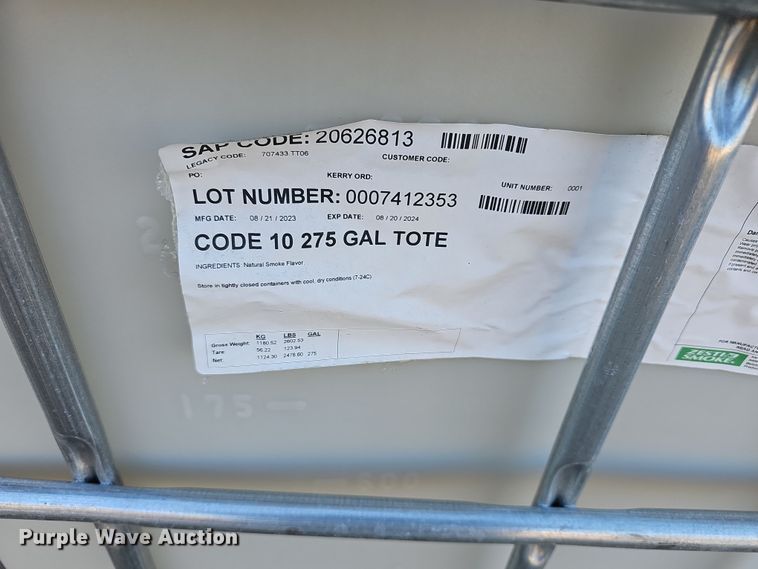 SAP CODE: 20626813
LEGACY CODE: 707433.TT06
CUSTOMER CODE:
PO:
KERRY ORD:
UNIT NUMBER: 0001
LOT NUMBER: 0007412353
MFG DATE: 08 / 21 / 2023 EXP DATE: 08 / 20 / 2024
CODE 10 275 GAL TOTE
INGREDIENTS: Natural Smoke Flavor
Store in tightly closed containers with cool, dry conditions (7-24C)
KG LBS GAL
Gross Weight: 1180.52 2602.53
Tare: 56.22 123.94
Net: 1124.30 2478.60 275
ZESTI
SMOKE
175
Purple Wave Auction